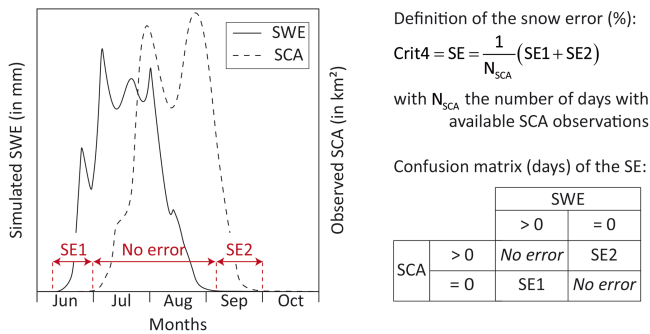 Simulated SWE (in mm)
SWE
SCA
SE1
No error
SE2
Jun
Jul
Aug
Sep
Oct
Months
Observed SCA (in km²)
Definition of the snow error (%):
Crit4 = SE = 1/N_SCA (SE1 + SE2)
with N_SCA the number of days with
available SCA observations
Confusion matrix (days) of the SE:
SWE
> 0 = 0
SCA > 0 No error SE2
= 0 SE1 No error